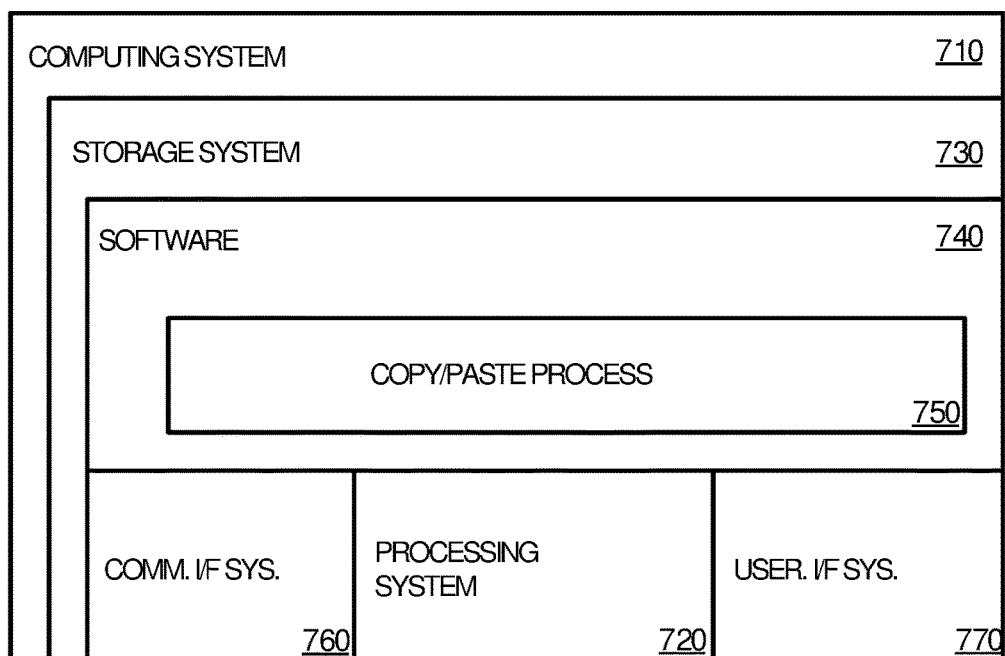 COMPUTING SYSTEM 710
STORAGE SYSTEM 730
SOFTWARE 740
COPY/PASTE PROCESS
750
COMM. I/F SYS.
760
PROCESSING
SYSTEM
720
USER. I/F SYS.
770